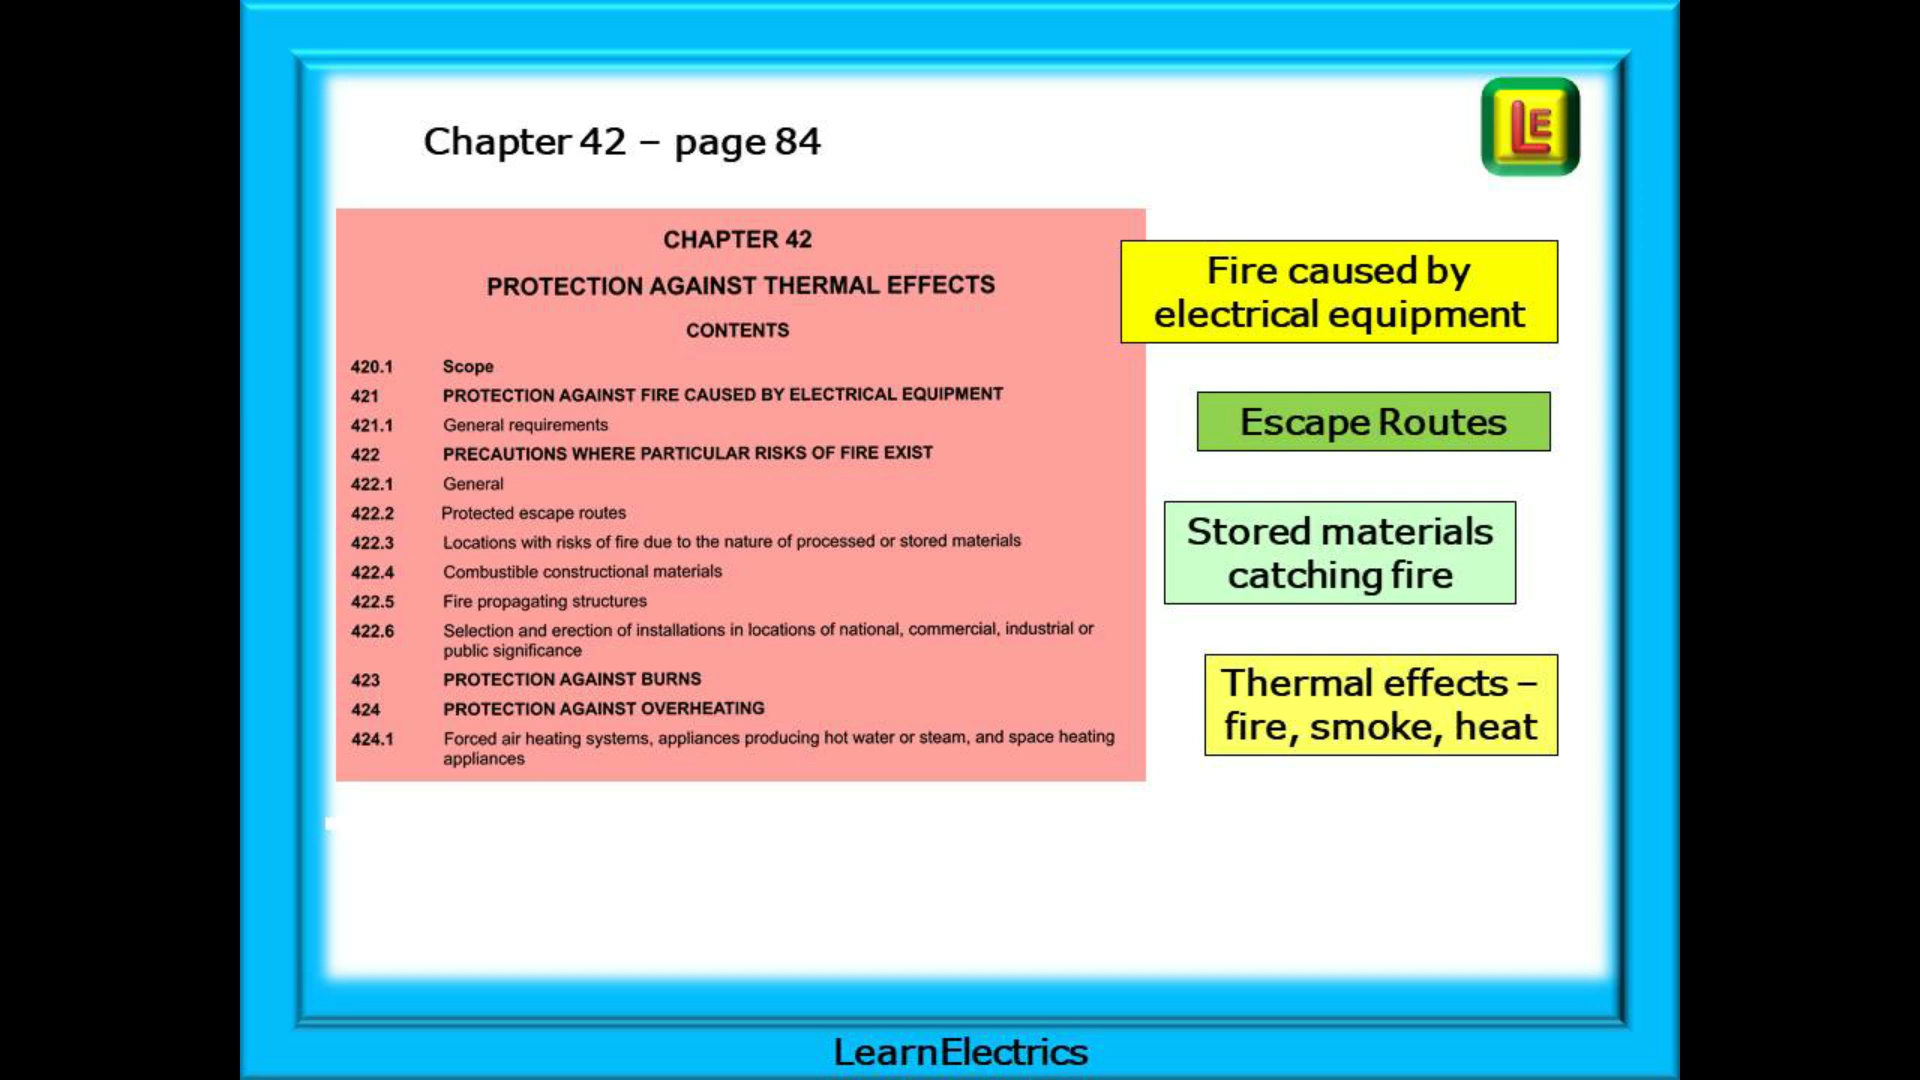 Chapter 42 – page 84
LE
CHAPTER 42
PROTECTION AGAINST THERMAL EFFECTS
CONTENTS
420.1 Scope
421 PROTECTION AGAINST FIRE CAUSED BY ELECTRICAL EQUIPMENT
421.1 General requirements
422 PRECAUTIONS WHERE PARTICULAR RISKS OF FIRE EXIST
422.1 General
422.2 Protected escape routes
422.3 Locations with risks of fire due to the nature of processed or stored materials
422.4 Combustible constructional materials
422.5 Fire propagating structures
422.6 Selection and erection of installations in locations of national, commercial, industrial or
public significance
423 PROTECTION AGAINST BURNS
424 PROTECTION AGAINST OVERHEATING
424.1 Forced air heating systems, appliances producing hot water or steam, and space heating
appliances
Fire caused by
electrical equipment
Escape Routes
Stored materials
catching fire
Thermal effects –
fire, smoke, heat
LearnElectrics